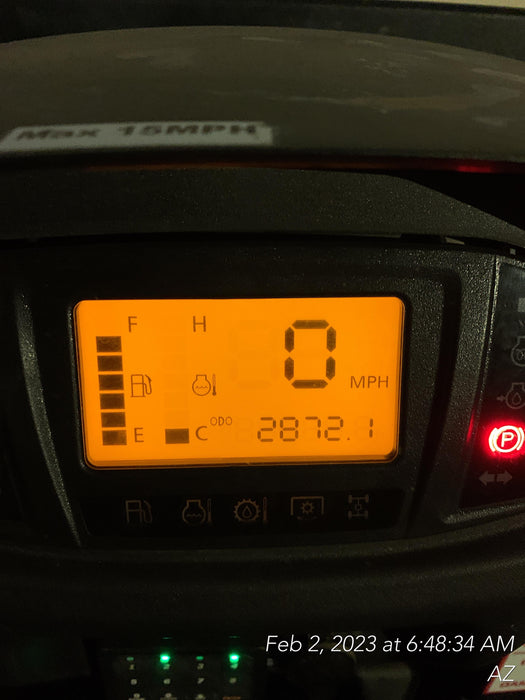 Max 15MPH
F H
0
MPH
E C ODO 2872.1
P
Feb 2, 2023 at 6:48:34 AM
AZ